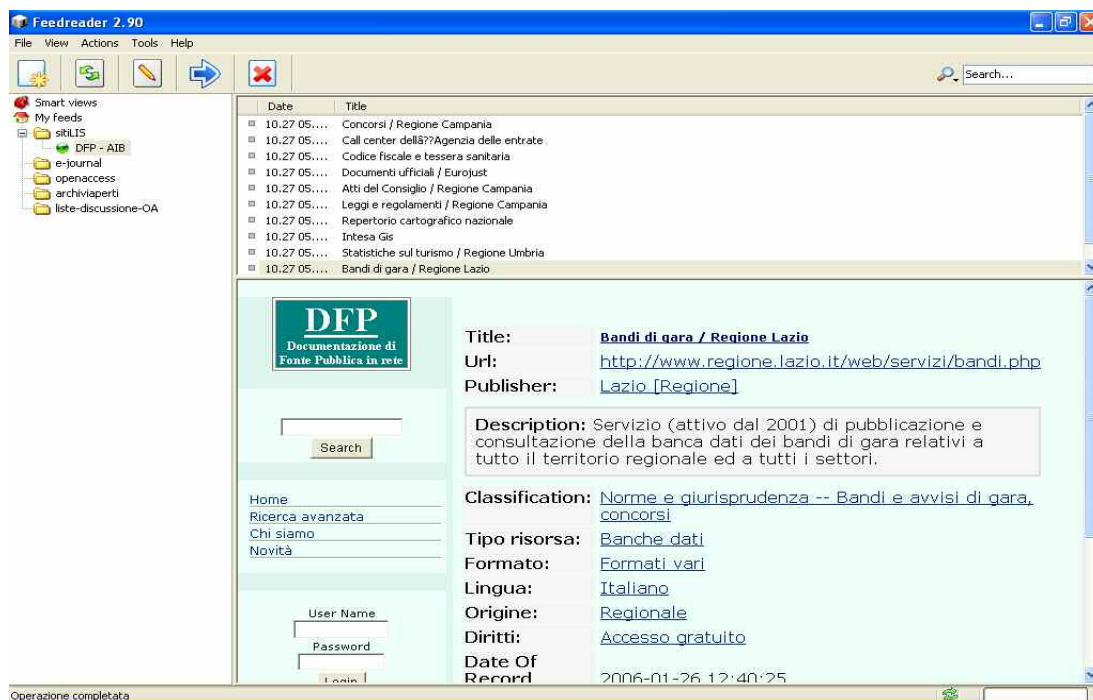 Feedreader 2.90
File View Actions Tools Help
Search...
Smart views
My feeds
sitiLIS
DFP - AIB
e-journal
openaccess
archiviaperti
liste-discussione-OA
Date Title
10.27 05.... Concorsi / Regione Campania
10.27 05.... Call center dellâ??Agenzia delle entrate
10.27 05.... Codice fiscale e tessera sanitaria
10.27 05.... Documenti ufficiali / Eurojust
10.27 05.... Atti del Consiglio / Regione Campania
10.27 05.... Leggi e regolamenti / Regione Campania
10.27 05.... Repertorio cartografico nazionale
10.27 05.... Intesa Gis
10.27 05.... Statistiche sul turismo / Regione Umbria
10.27 05.... Bandi di gara / Regione Lazio
DFP
Documentazione di
Fonte Pubblica in rete
Search
Home
Ricerca avanzata
Chi siamo
Novità
User Name
Password
Login
Title: Bandi di gara / Regione Lazio
Url: http://www.regione.lazio.it/web/servizi/bandi.php
Publisher: Lazio [Regione]
Description: Servizio (attivo dal 2001) di pubblicazione e
consultazione della banca dati dei bandi di gara relativi a
tutto il territorio regionale ed a tutti i settori.
Classification: Norme e giurisprudenza -- Bandi e avvisi di gara,
concorsi
Tipo risorsa: Banche dati
Formato: Formati vari
Lingua: Italiano
Origine: Regionale
Diritti: Accesso gratuito
Date Of
Record 2006-01-26 12:40:25
Operazione completata